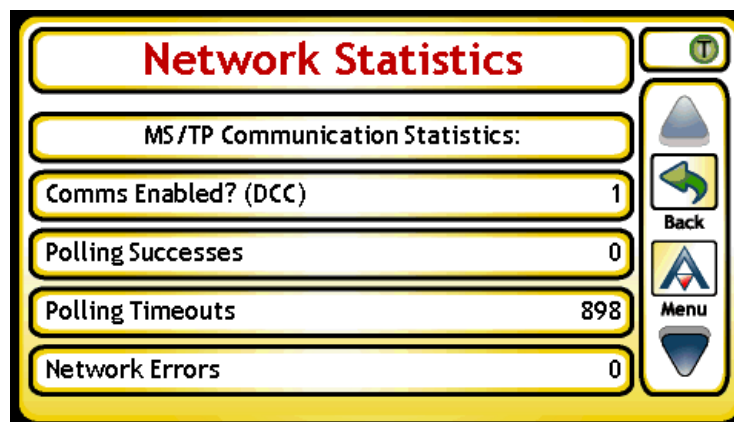 Network Statistics
T
MS/TP Communication Statistics:
Comms Enabled? (DCC) 1
Back
Polling Successes 0
Polling Timeouts 898
Menu
Network Errors 0